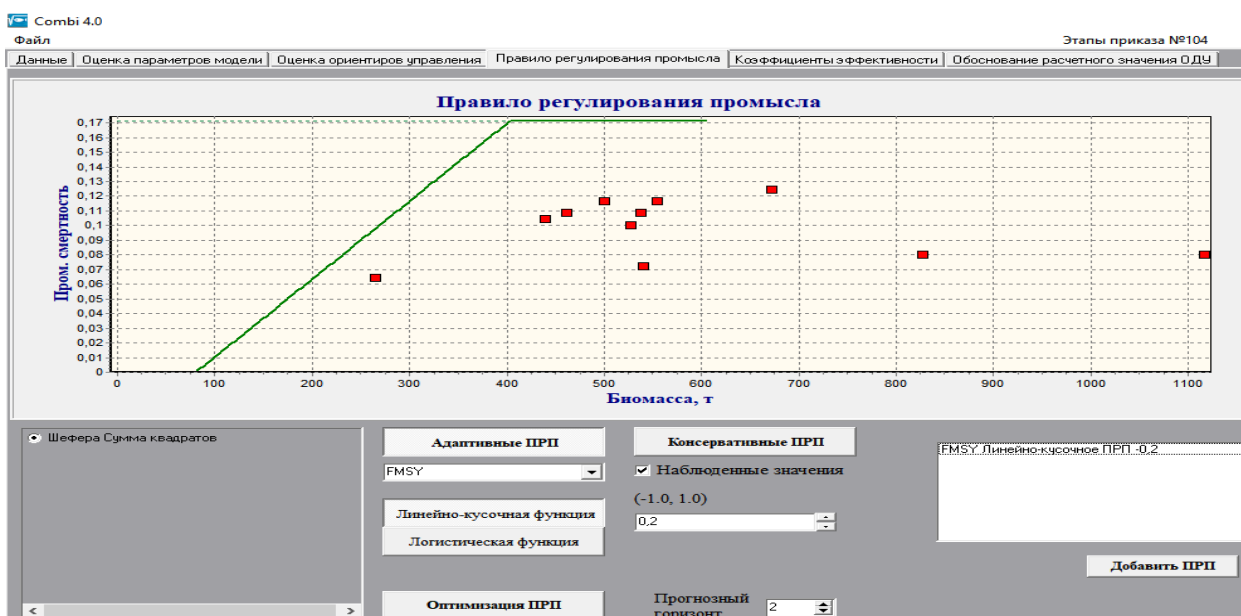 Combi 4.0
Файл Этапы приказа №104
Данные Оценка параметров модели Оценка ориентиров управления Правило регулирования промысла Коэффициенты эффективности Обоснование расчетного значения ОДУ
Правило регулирования промысла
Пром. смертность
0,17
0,16
0,15
0,14
0,13
0,12
0,11
0,1
0,09
0,08
0,07
0,06
0,05
0,04
0,03
0,02
0,01
0
0 100 200 300 400 500 600 700 800 900 1000 1100
Биомасса, т
Шефера Сумма квадратов
Адаптивные ПРП
FMSY
Линейно-кусочная функция
Логистическая функция
Оптимизация ПРП
Консервативные ПРП
Наблюденные значения
(-1.0, 1.0)
0,2
Прогнозный
горизонт 2
FMSY Линейно-кусочное ПРП -0,2
Добавить ПРП